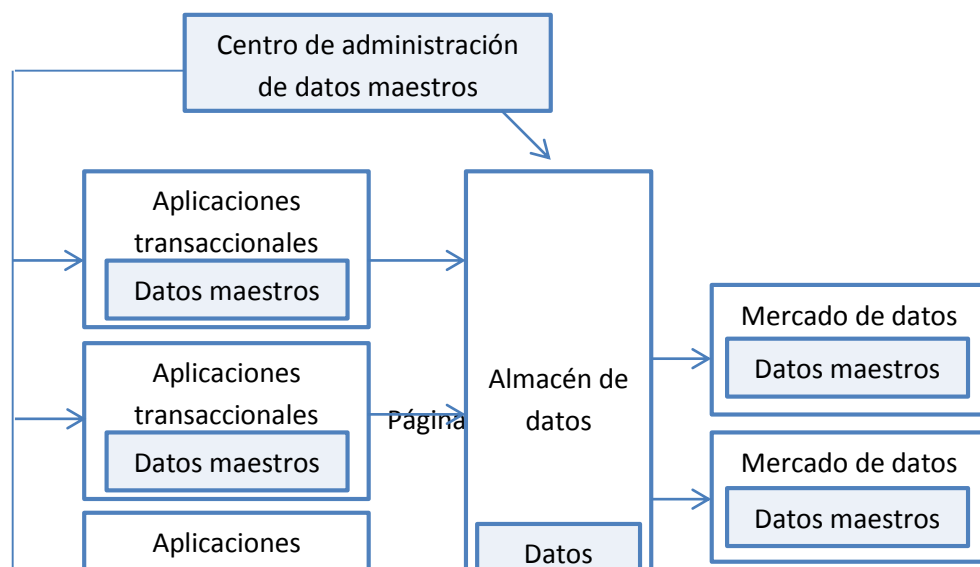 Centro de administración
de datos maestros
Aplicaciones
transaccionales
Datos maestros
Aplicaciones
transaccionales
Datos maestros
Aplicaciones
Página
Almacén de
datos
Datos
Mercado de datos
Datos maestros
Mercado de datos
Datos maestros